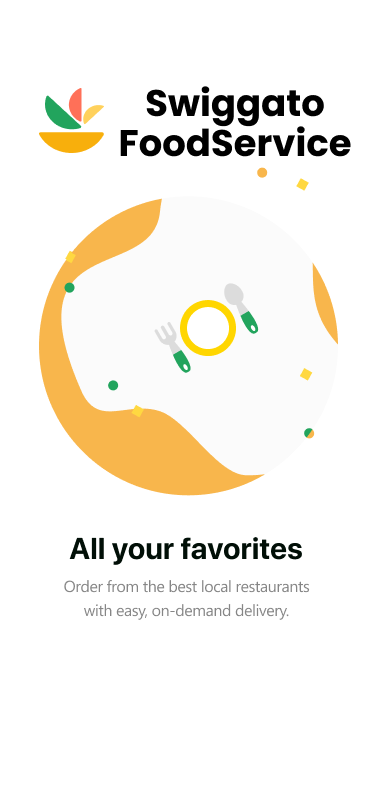 Swiggato
FoodService
All your favorites
Order from the best local restaurants
with easy, on-demand delivery.